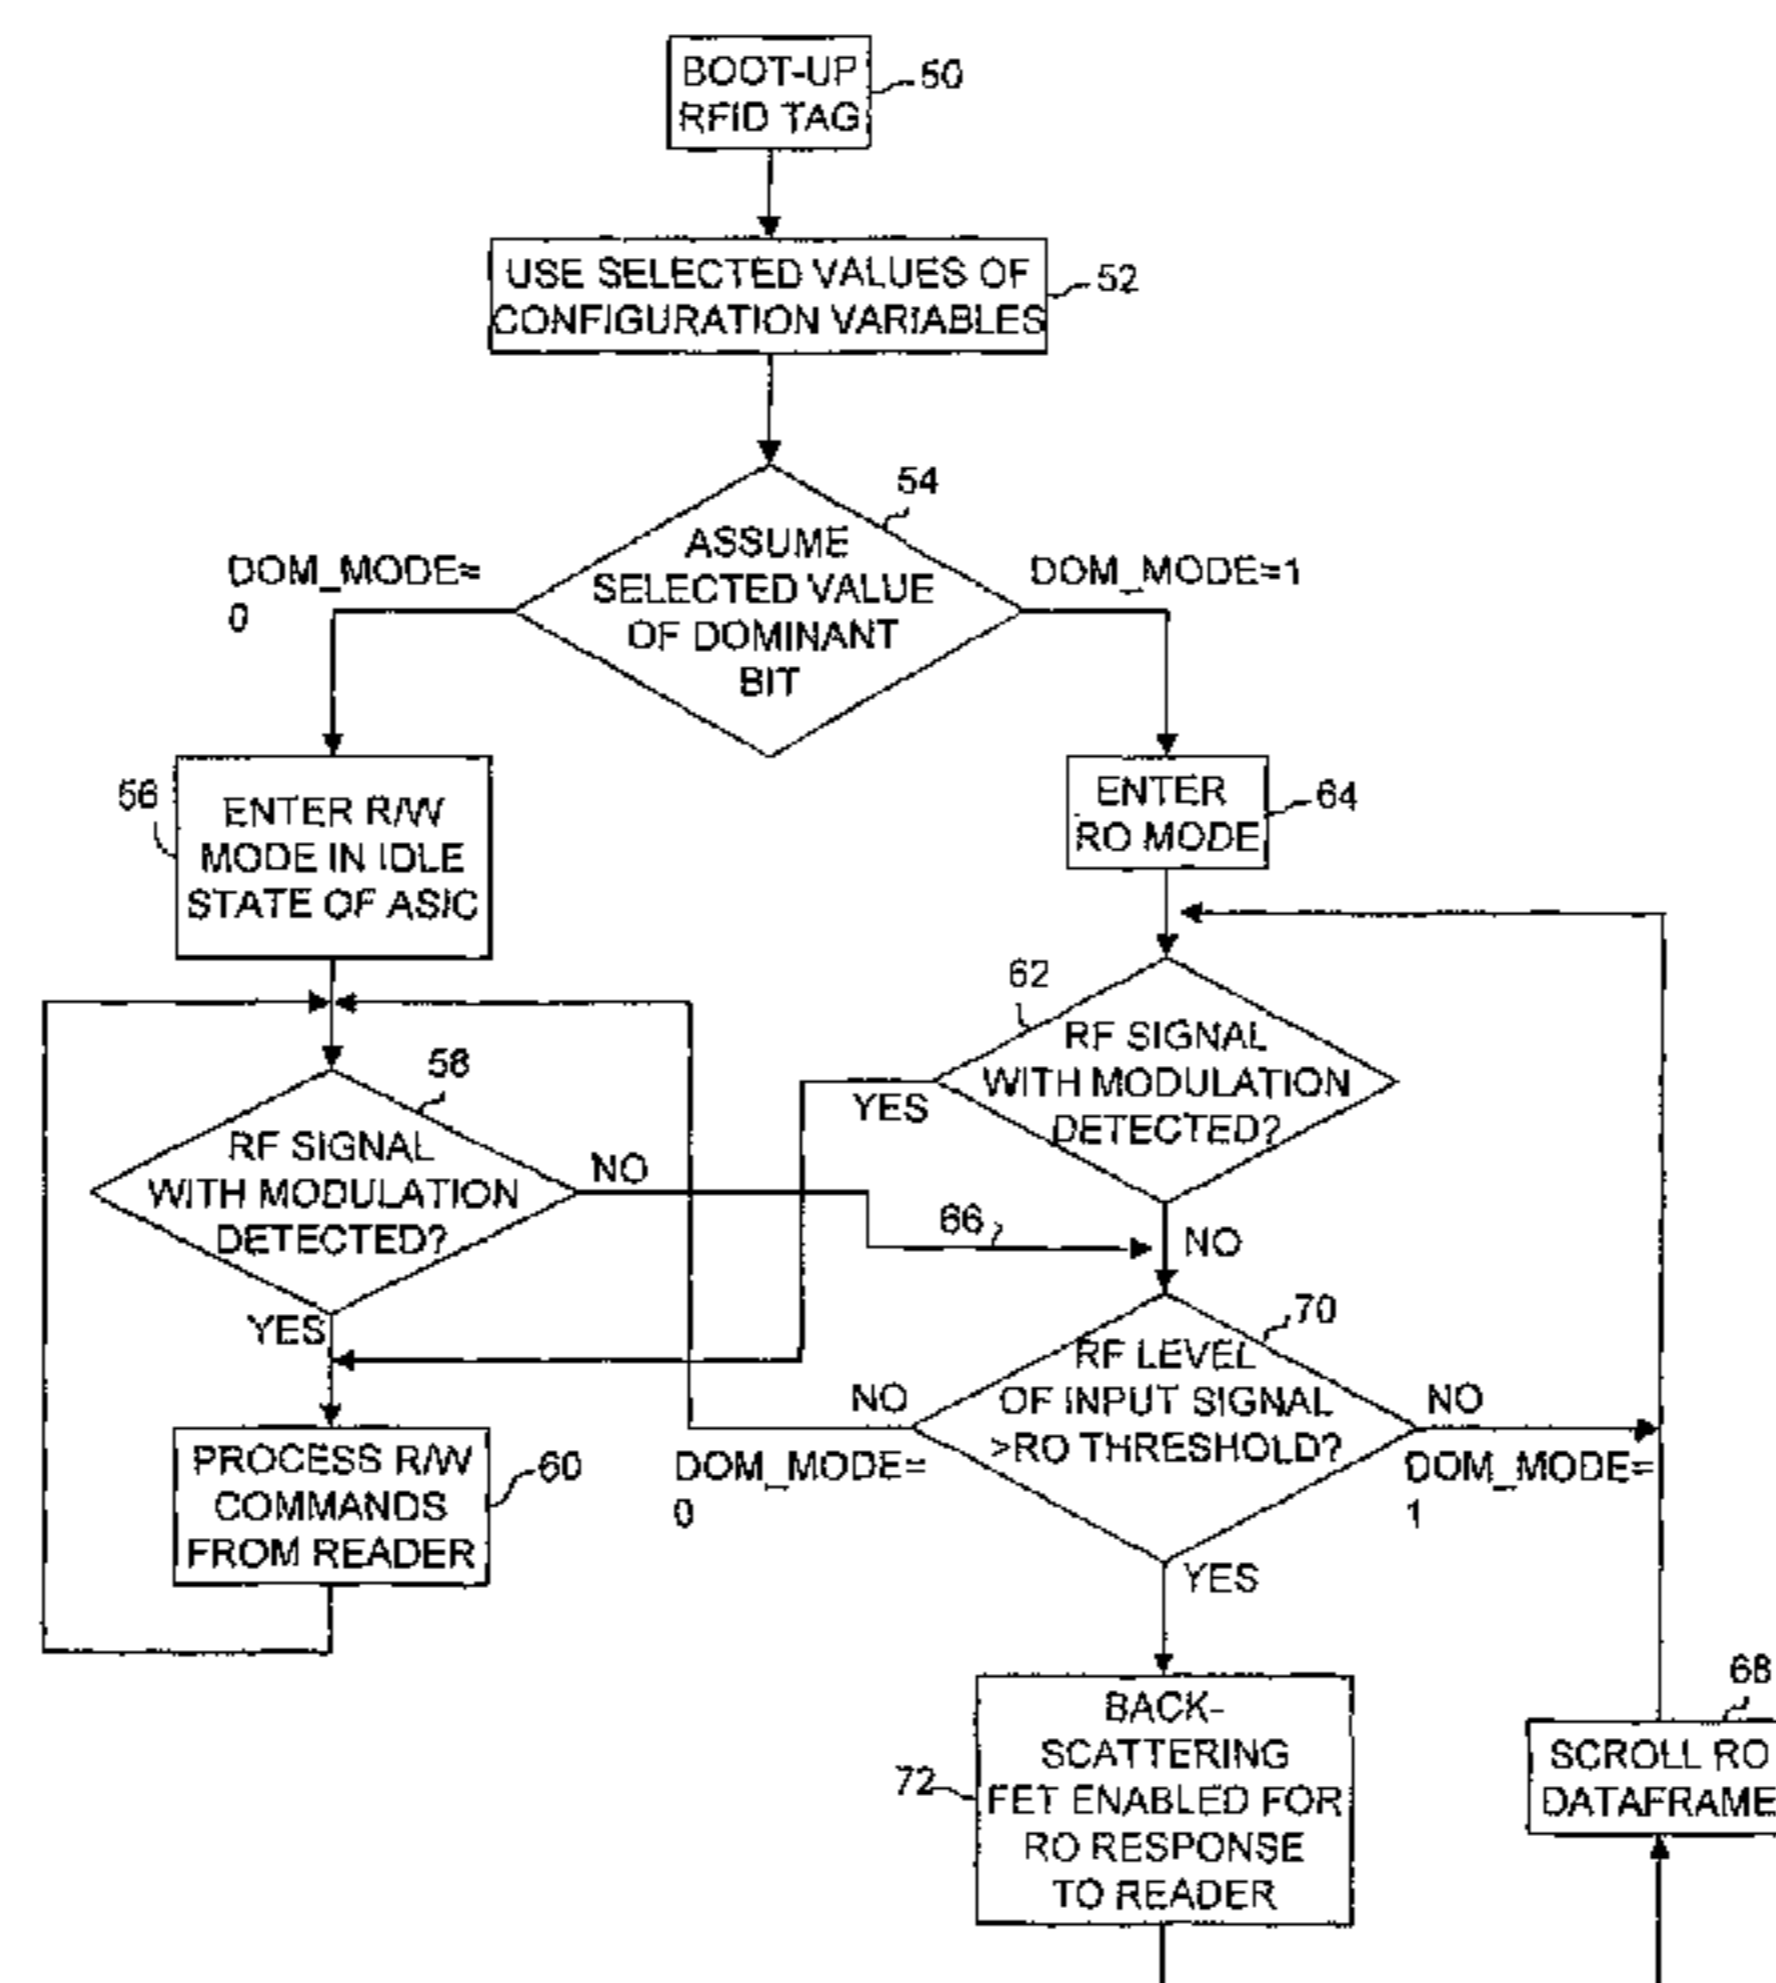 BOOT-UP
RFID TAG
50
USE SELECTED VALUES OF
CONFIGURATION VARIABLES
52
54
ASSUME
SELECTED VALUE
OF DOMINANT
BIT
DOM_MODE=
0
DOM_MODE=1
56
ENTER R/W
MODE IN IDLE
STATE OF ASIC
ENTER
RO MODE
64
62
RF SIGNAL
WITH MODULATION
DETECTED?
YES
NO
58
RF SIGNAL
WITH MODULATION
DETECTED?
NO
YES
66
70
RF LEVEL
OF INPUT SIGNAL
>RO THRESHOLD?
NO
DOM_MODE=
0
NO
DOM_MODE=
1
YES
PROCESS R/W
COMMANDS
FROM READER
60
72
BACK-
SCATTERING
FET ENABLED FOR
RO RESPONSE
TO READER
68
SCROLL RO
DATAFRAME